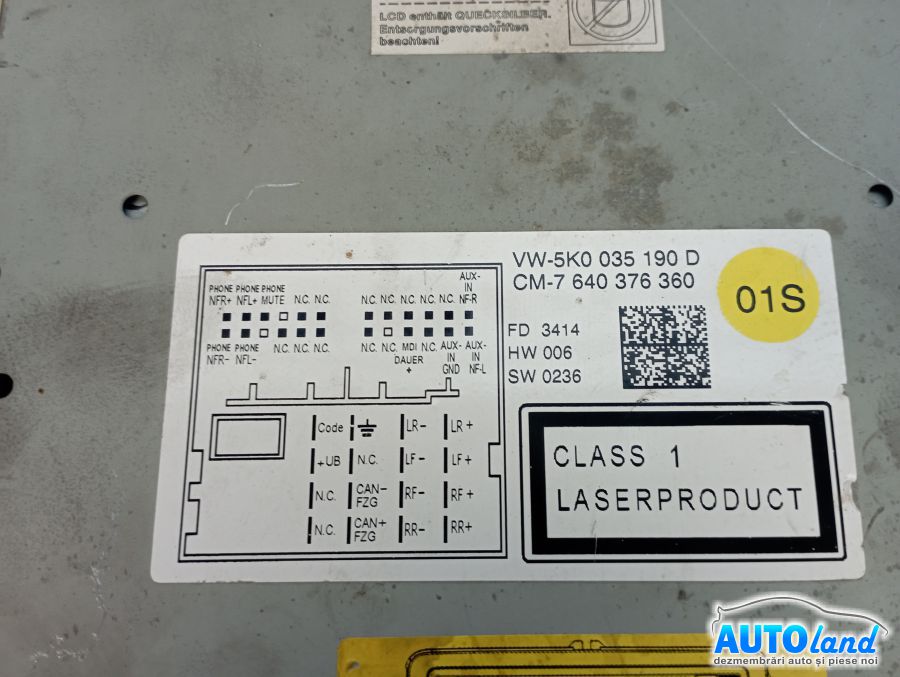 LCD enthält QUECKSILBER.
Entsorgungsvorschriften
beachten!
VW-5K0 035 190 D
CM-7 640 376 360
01S
FD 3414
HW 006
SW 0236
AUX-
PHONE PHONE PHONE IN
NFR+ NFL+ MUTE N.C. N.C. N.C. N.C. N.C. N.C. N.C. NF-R
PHONE PHONE N.C. N.C. N.C. N.C. N.C. MDI N.C. AUX- AUX-
NFR- NFL- DAUER IN IN
+ GND NF-L
Code LR- LR+
+UB N.C. LF- LF+
N.C. CAN- RF- RF+
FZG
N.C. CAN+ RR- RR+
FZG
CLASS 1
LASERPRODUCT
AUTOland
dezmembrări auto și piese noi